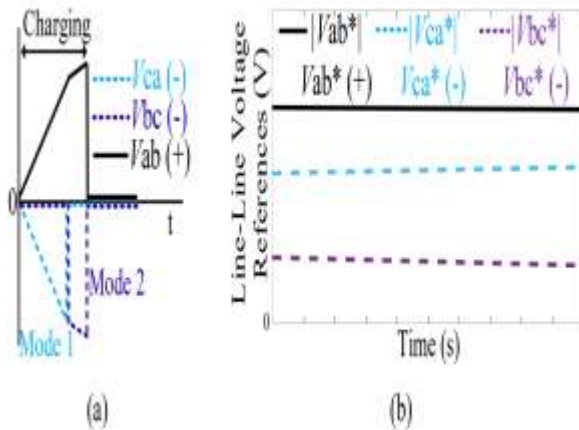 Charging
Vca (-)
Vbc (-)
Vab (+)
0
t
Mode 2
Mode 1
(a)
|Vab*| |Vca*| |Vbc*|
Vab* (+) Vca* (-) Vbc* (-)
Line-Line Voltage
References (V)
0
Time (s)
(b)